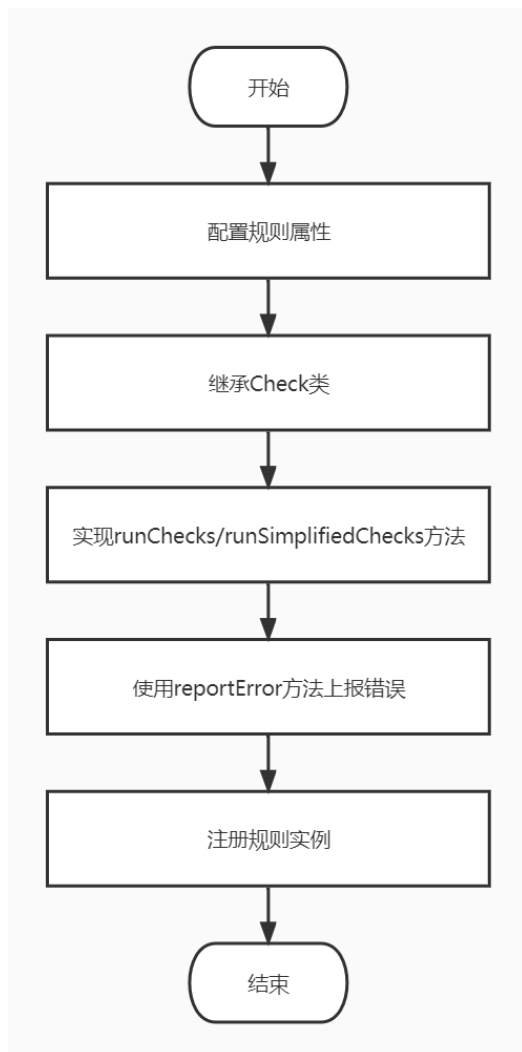 开始
配置规则属性
继承Check类
实现runChecks/runSimplifiedChecks方法
使用reportError方法上报错误
注册规则实例
结束